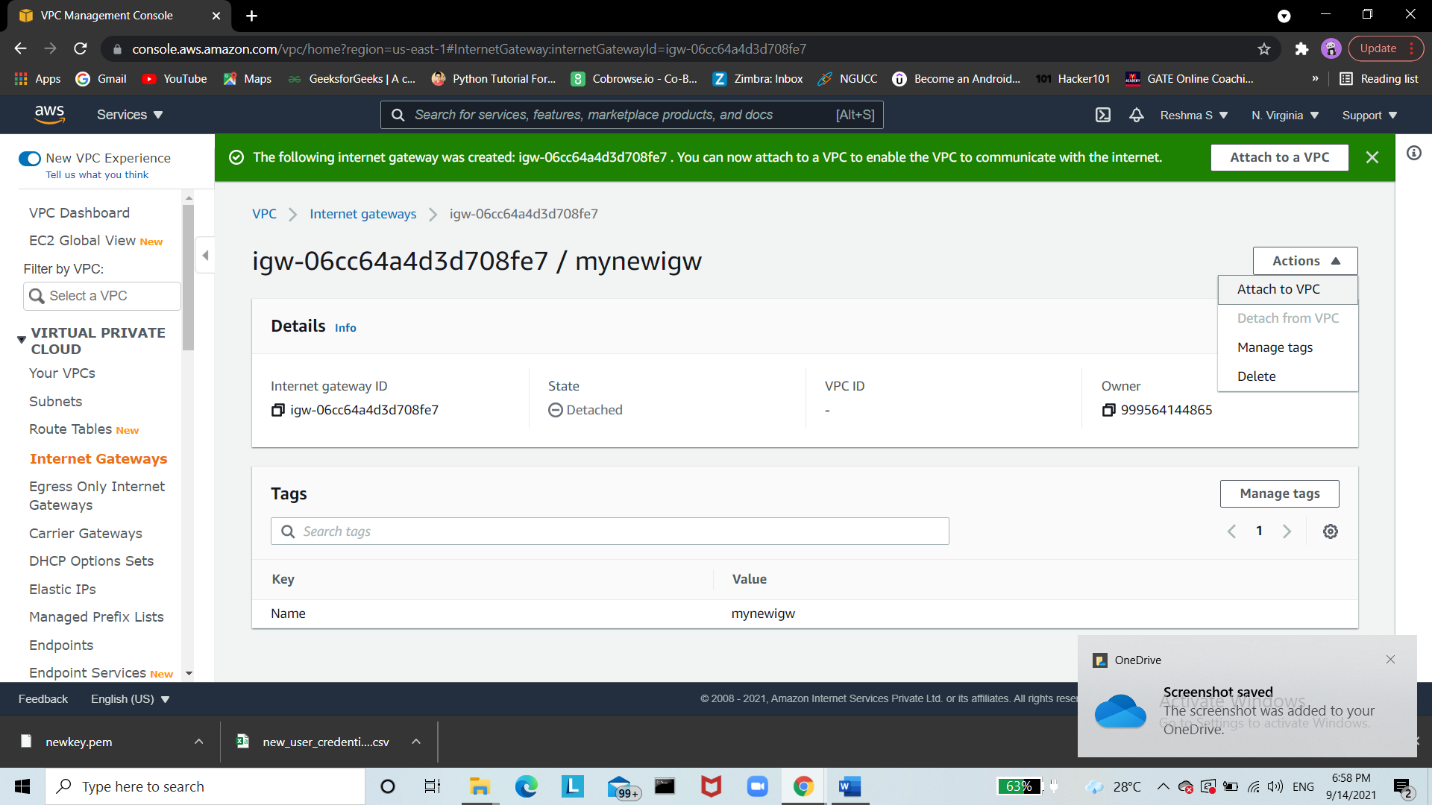 VPC Management Console
console.aws.amazon.com/vpc/home?region=us-east-1#InternetGateway:internetGatewayId=igw-06cc64a4d3d708fe7
Update
Apps
Gmail
YouTube
Maps
GeeksforGeeks | A c...
Python Tutorial For...
Cobrowse.io - Co-B...
Zimbra: Inbox
NGUCC
Become an Android...
101 Hacker101
GATE Online Coachi...
»
Reading list
aws
Services
Search for services, features, marketplace products, and docs
[Alt+S]
Reshma S
N. Virginia
Support
New VPC Experience
Tell us what you think
The following internet gateway was created: igw-06cc64a4d3d708fe7 . You can now attach to a VPC to enable the VPC to communicate with the internet.
Attach to a VPC
VPC Dashboard
EC2 Global View New
Filter by VPC:
Select a VPC
VIRTUAL PRIVATE
CLOUD
Your VPCs
Subnets
Route Tables New
Internet Gateways
Egress Only Internet
Gateways
Carrier Gateways
DHCP Options Sets
Elastic IPs
Managed Prefix Lists
Endpoints
Endpoint Services New
VPC
Internet gateways
igw-06cc64a4d3d708fe7
igw-06cc64a4d3d708fe7 / mynewigw
Actions
Attach to VPC
Detach from VPC
Manage tags
Delete
Details Info
Internet gateway ID
igw-06cc64a4d3d708fe7
State
Detached
VPC ID
-
Owner
999564144865
Tags
Manage tags
Search tags
1
Key
Value
Name
mynewigw
OneDrive
Screenshot saved
The screenshot was added to your
OneDrive.
Activate Windows
Go to Settings to activate Windows.
Feedback
English (US)
© 2008 - 2021, Amazon Internet Services Private Ltd. or its affiliates. All rights reser
newkey.pem
new_user_credenti....csv
Type here to search
L
99+
63%
28°C
ENG
6:58 PM
9/14/2021
2